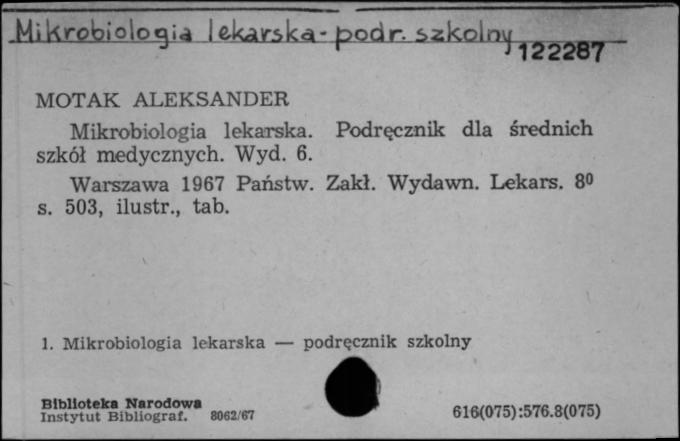 Mikrobiologia lekarska - podr. szkolny
122287
MOTAK ALEKSANDER
Mikrobiologia lekarska. Podręcznik dla średnich
szkół medycznych. Wyd. 6.
Warszawa 1967 Państw. Zakł. Wydawn. Lekars. 8⁰
s. 503, ilustr., tab.
1. Mikrobiologia lekarska — podręcznik szkolny
Biblioteka Narodowa
Instytut Bibliograf. 8062/67
616(075):576.8(075)